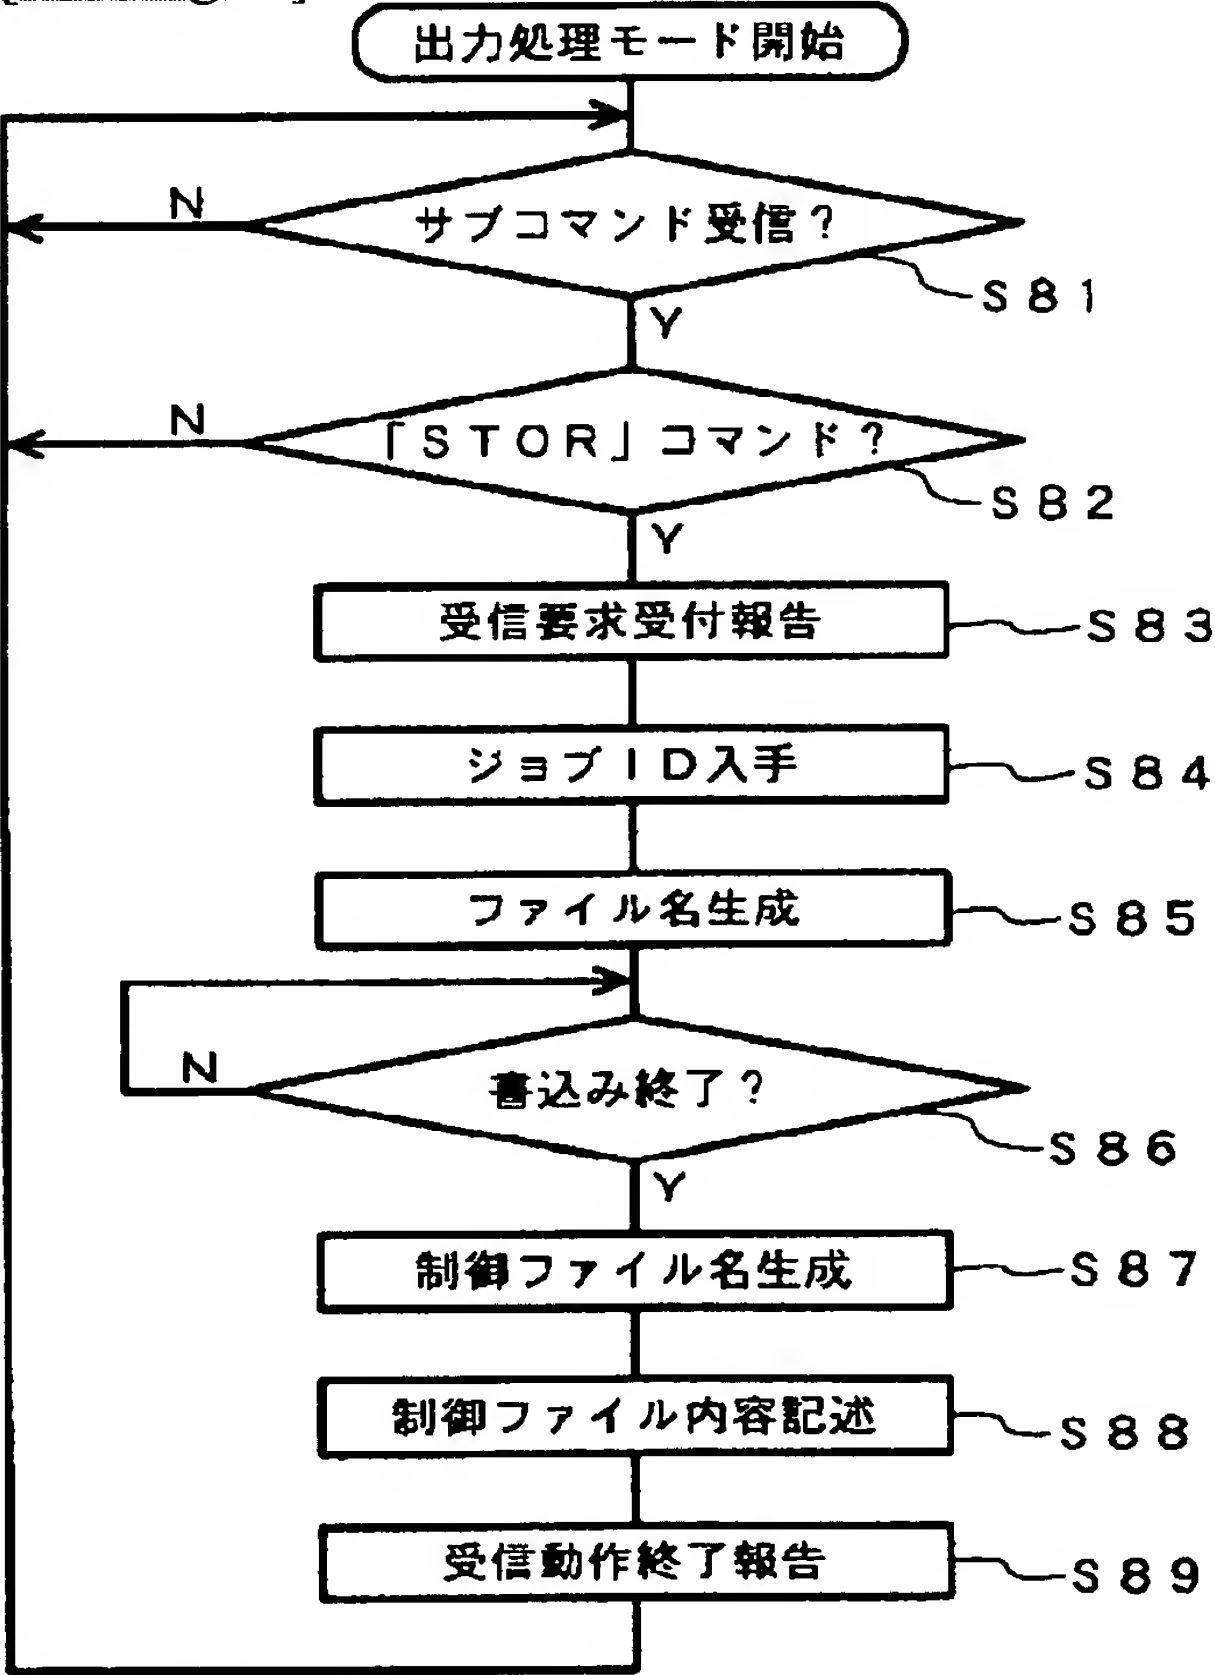 出力処理モード開始
N
サブコマンド受信?
S81
Y
N
「STOR」コマンド?
S82
Y
受信要求受付報告
S83
ジョブID入手
S84
ファイル名生成
S85
N
書込み終了?
S86
Y
制御ファイル名生成
S87
制御ファイル内容記述
S88
受信動作終了報告
S89